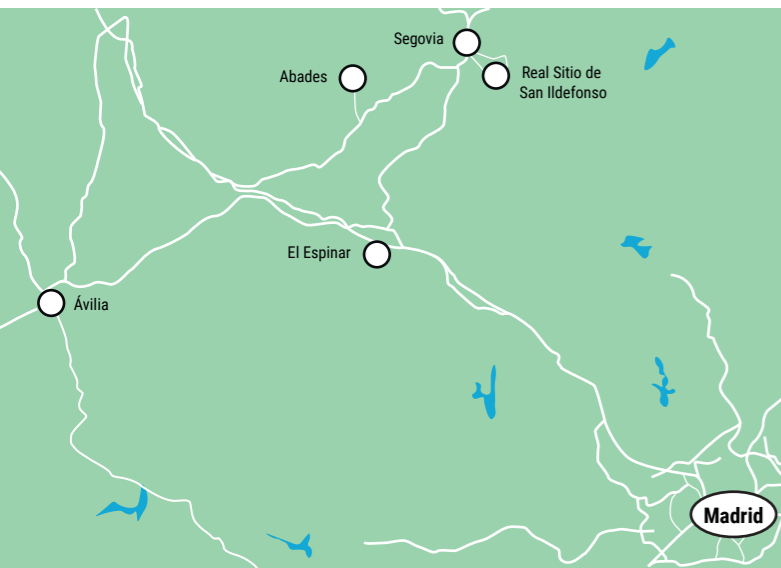 Segovia
Abades
Real Sitio de
San Ildefonso
El Espinar
Ávilia
Madrid